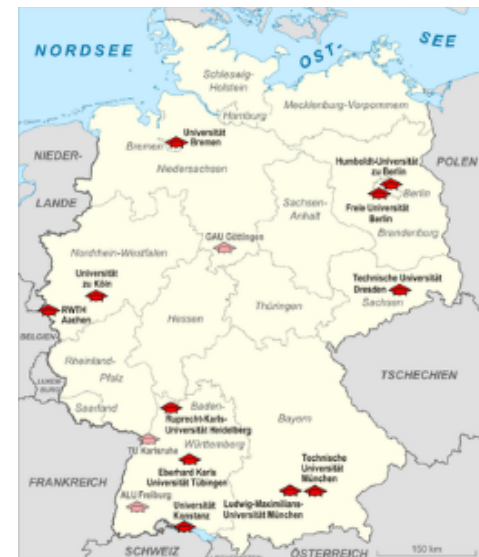 NORDSEE
OST-
SEE
Schleswig-
Holstein
Hamburg
Mecklenburg-Vorpommern
Universität
Bremen
Bremen
NIEDER-
LANDE
Niedersachsen
Humboldt-Universität
zu Berlin
POLEN
Berlin
Freie Universität
Berlin
Brandenburg
Sachsen-
Anhalt
GAU Göttingen
Nordrhein-Westfalen
Universität
zu Köln
Technische Universität
Dresden
Sachsen
RWTH
Aachen
Thüringen
Hessen
BELGIEN
Rheinland-
Pfalz
LUXEM-
BURG
TSCHECHIEN
Saarland
Baden-
Württemberg
Ruprecht-Karls-
Universität Heidelberg
Bayern
TU Karlsruhe
Eberhard Karls
Universität Tübingen
Technische
Universität
München
FRANKREICH
ALU Freiburg
Universität
Konstanz
Ludwig-Maximilians-
Universität München
SCHWEIZ
ÖSTERREICH
150 km